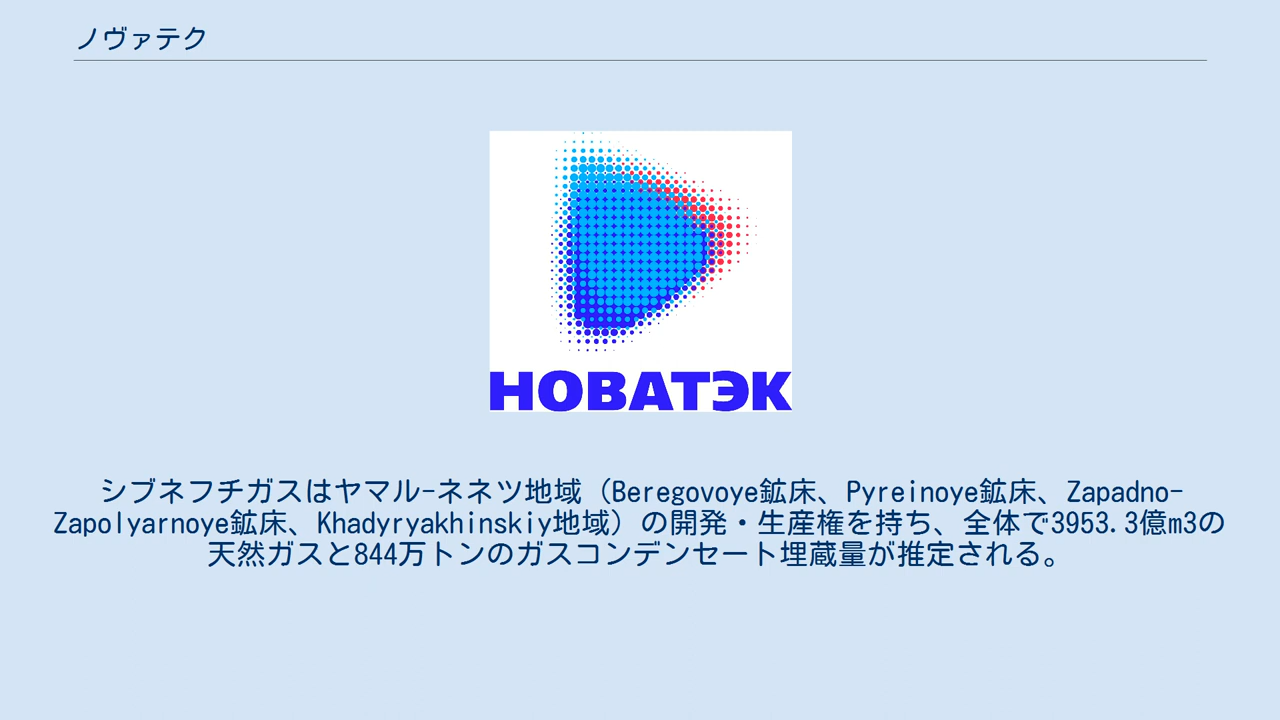 ノヴァテク
НОВАТЭК
シブネフチガスはヤマル-ネネツ地域（Beregovoye鉱床、Pyreinoye鉱床、Zapadno-
Zapolyarnoye鉱床、Khadyryakhinskiy地域）の開発・生産権を持ち、全体で3953.3億m3の
天然ガスと844万トンのガスコンデンセート埋蔵量が推定される。